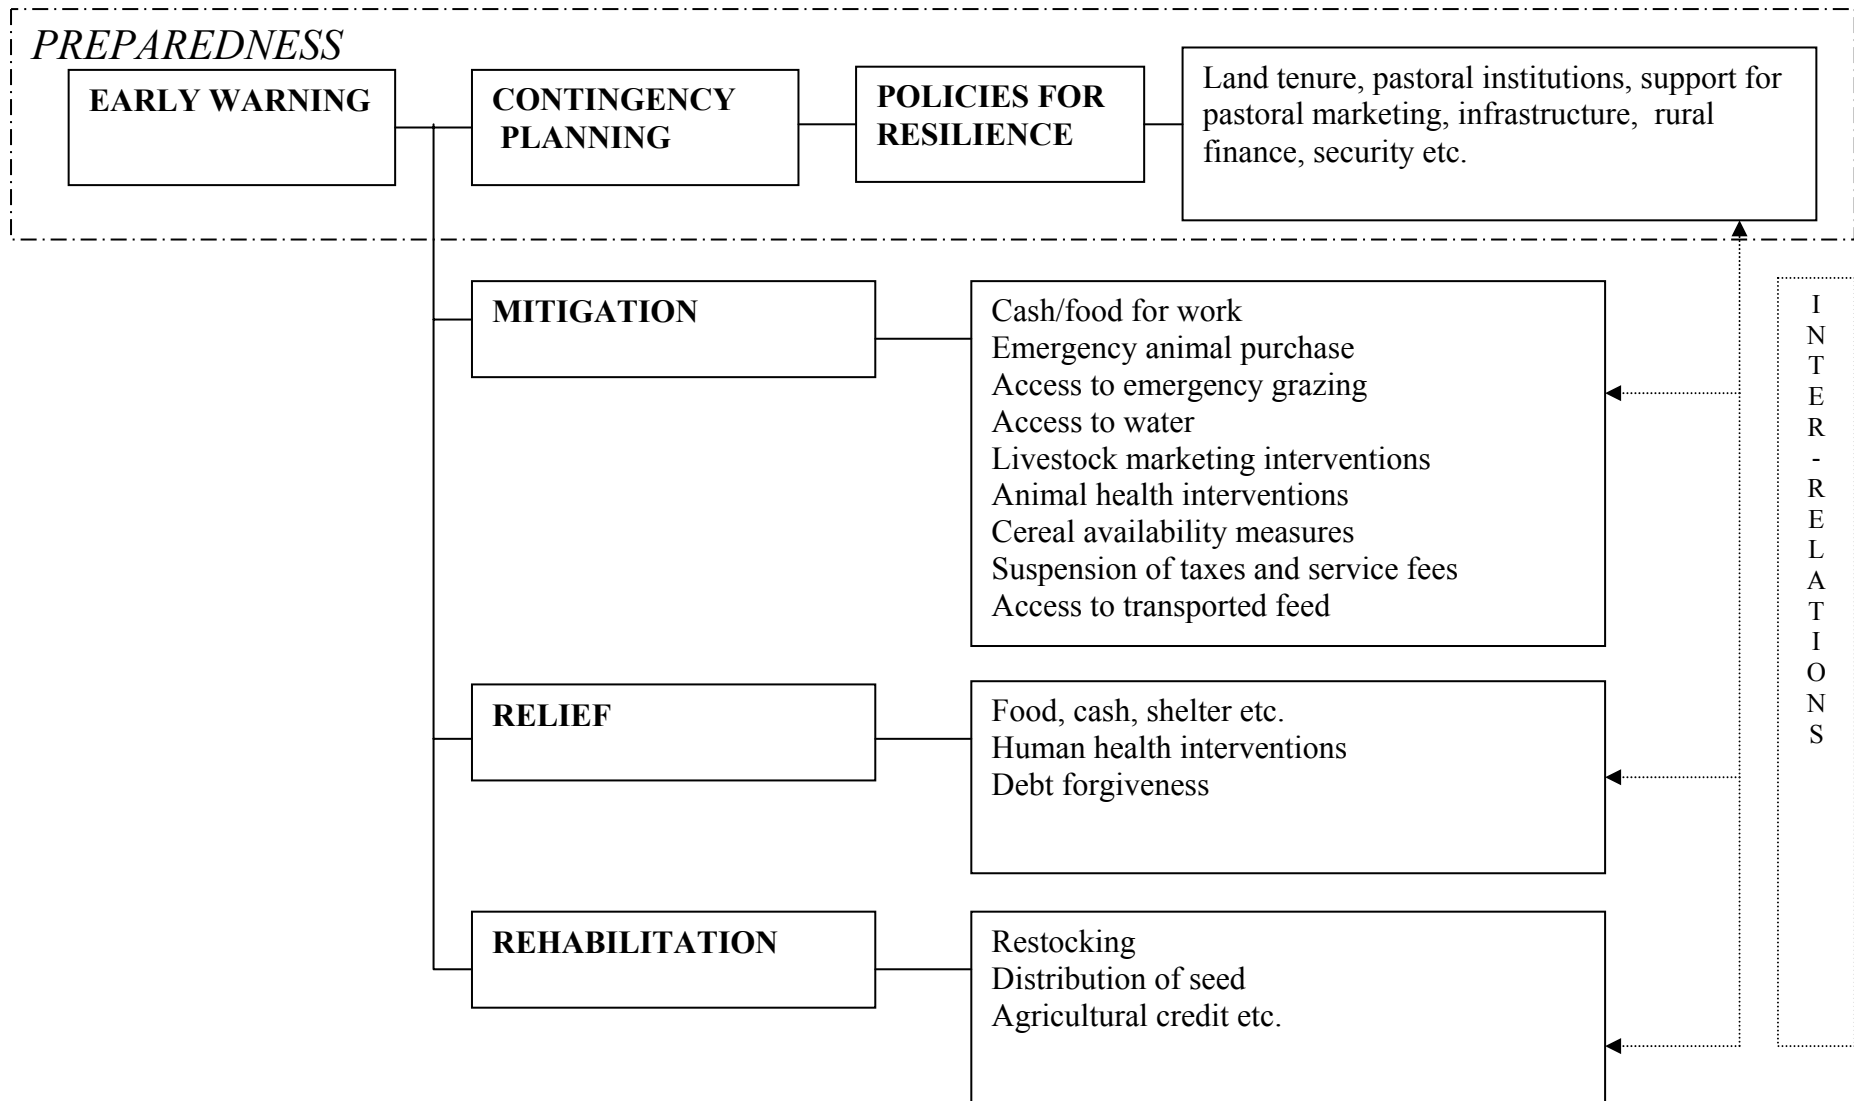 PREPAREDNESS
EARLY WARNING
CONTINGENCY
PLANNING
POLICIES FOR
RESILIENCE
Land tenure, pastoral institutions, support for
pastoral marketing, infrastructure, rural
finance, security etc.
MITIGATION
Cash/food for work
Emergency animal purchase
Access to emergency grazing
Access to water
Livestock marketing interventions
Animal health interventions
Cereal availability measures
Suspension of taxes and service fees
Access to transported feed
RELIEF
Food, cash, shelter etc.
Human health interventions
Debt forgiveness
REHABILITATION
Restocking
Distribution of seed
Agricultural credit etc.
INTER-RELATIONS